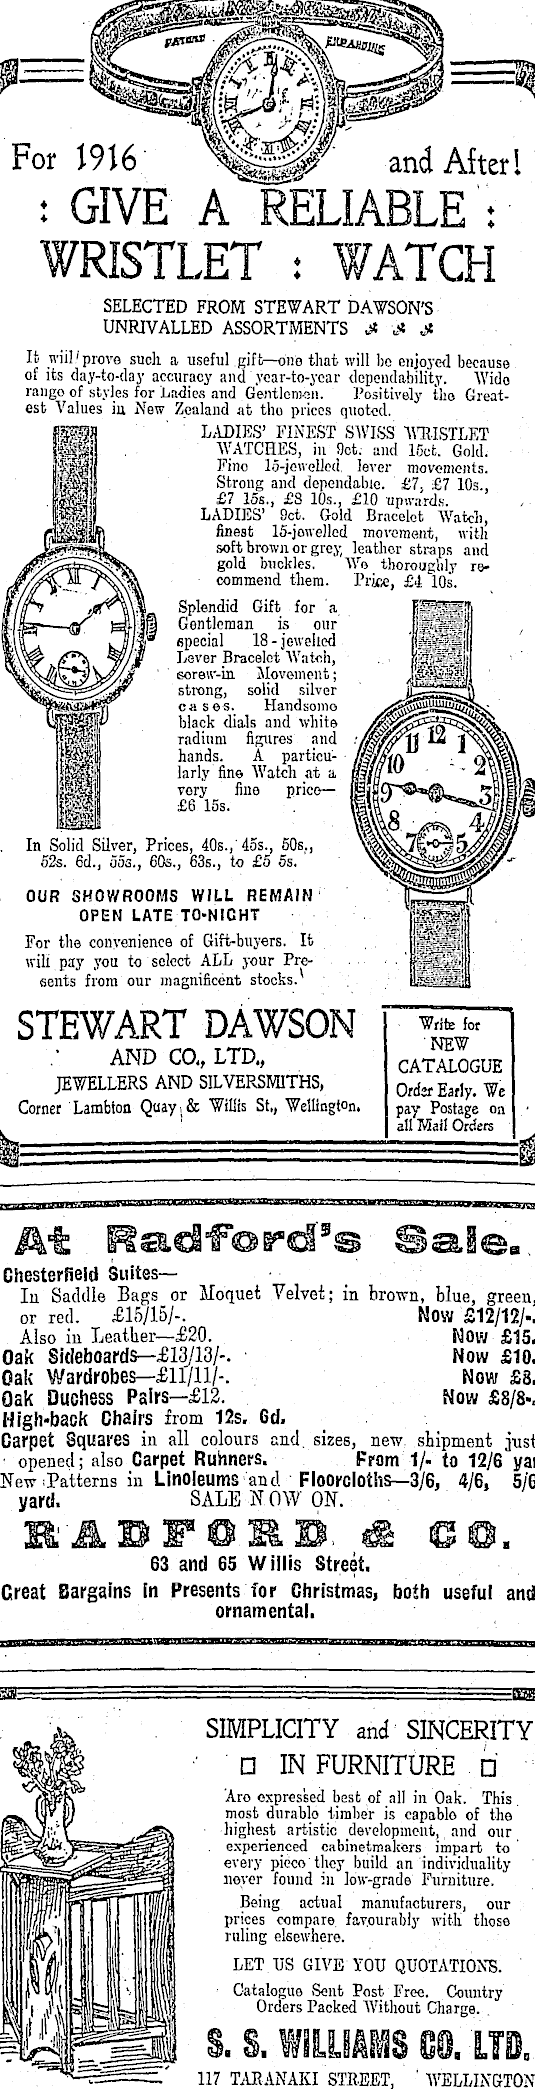 PATENT EXPANDING
For 1916 and After!
: GIVE A RELIABLE :
WRISTLET : WATCH
SELECTED FROM STEWART DAWSON'S
UNRIVALLED ASSORTMENTS
It will prove such a useful gift—one that will be enjoyed because
of its day-to-day accuracy and year-to-year dependability. Wide
range of styles for Ladies and Gentlemen. Positively the Great-
est Values in New Zealand at the prices quoted.
LADIES' FINEST SWISS WRISTLET
WATCHES, in 9ct. and 15ct. Gold.
Fine 15-jewelled lever movements.
Strong and dependable. £7, £7 10s.,
£7 15s., £8 10s., £10 upwards.
LADIES' 9ct. Gold Bracelet Watch,
finest 15-jewelled movement, with
soft brown or grey leather straps and
gold buckles. We thoroughly re-
commend them. Price, £4 10s.
Splendid Gift for a
Gentleman is our
special 18-jewelled
Lever Bracelet Watch,
screw-in Movement;
strong, solid silver
cases. Handsome
black dials and white
radium figures and
hands. A particu-
larly fine Watch at a
very fine price—
£6 15s.
In Solid Silver, Prices, 40s., 45s., 50s.,
52s. 6d., 55s., 60s., 63s., to £5 5s.
OUR SHOWROOMS WILL REMAIN
OPEN LATE TO-NIGHT
For the convenience of Gift-buyers. It
will pay you to select ALL your Pre-
sents from our magnificent stocks.
STEWART DAWSON
AND CO., LTD.,
JEWELLERS AND SILVERSMITHS,
Corner Lambton Quay & Willis St., Wellington.
Write for
NEW
CATALOGUE
Order Early. We
pay Postage on
all Mail Orders
At Radford's Sale.
Chesterfield Suites—
In Saddle Bags or Moquet Velvet; in brown, blue, green,
or red. £15/15/-. Now £12/12/-.
Also in Leather—£20. Now £15.
Oak Sideboards—£13/13/-. Now £10.
Oak Wardrobes—£11/11/-. Now £8.
Oak Duchess Pairs—£12. Now £8/8-.
High-back Chairs from 12s. 6d.
Carpet Squares in all colours and sizes, new shipment just
opened; also Carpet Runners. From 1/- to 12/6 yar
New Patterns in Linoleums and Floorcloths—3/6, 4/6, 5/6
yard. SALE NOW ON.
RADFORD & CO.
63 and 65 Willis Street.
Great Bargains in Presents for Christmas, both useful and
ornamental.
SIMPLICITY and SINCERITY
IN FURNITURE
Are expressed best of all in Oak. This
most durable timber is capable of the
highest artistic development, and our
experienced cabinetmakers impart to
every piece they build an individuality
never found in low-grade Furniture.
Being actual manufacturers, our
prices compare favourably with those
ruling elsewhere.
LET US GIVE YOU QUOTATIONS.
Catalogue Sent Post Free. Country
Orders Packed Without Charge.
S. S. WILLIAMS CO. LTD.
117 TARANAKI STREET, WELLINGTON